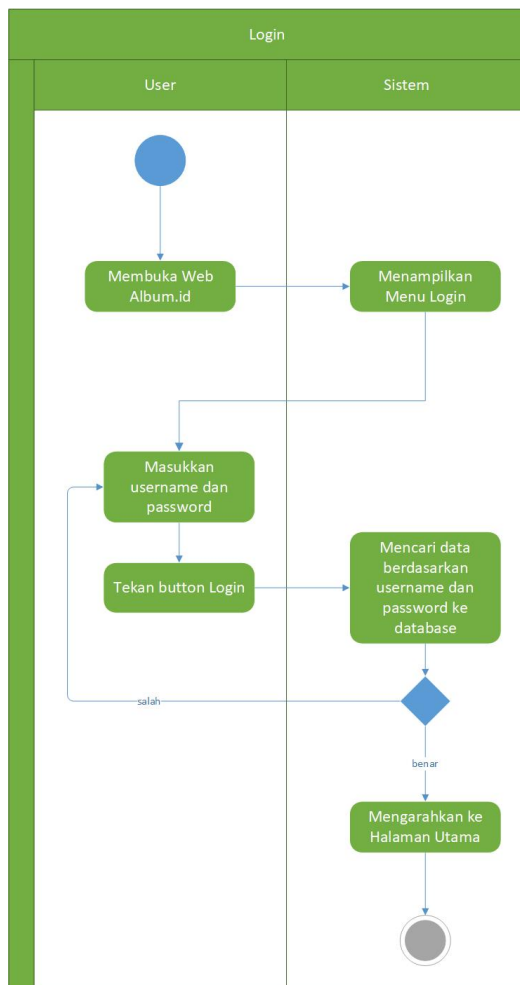 Login
User
Sistem
Membuka Web
Album.id
Menampilkan
Menu Login
Masukkan
username dan
password
Tekan button Login
Mencari data
berdasarkan
username dan
password ke
database
salah
benar
Mengarahkan ke
Halaman Utama